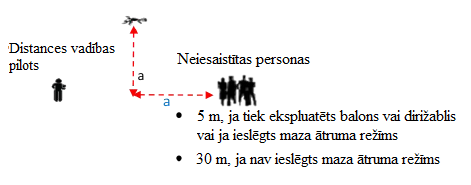 Distances vadības
pilots
Neiesaistītas personas
a
a
• 5 m, ja tiek ekspluatēts balons vai dirižablis
vai ja ieslēgts maza ātruma režīms
• 30 m, ja nav ieslēgts maza ātruma režīms